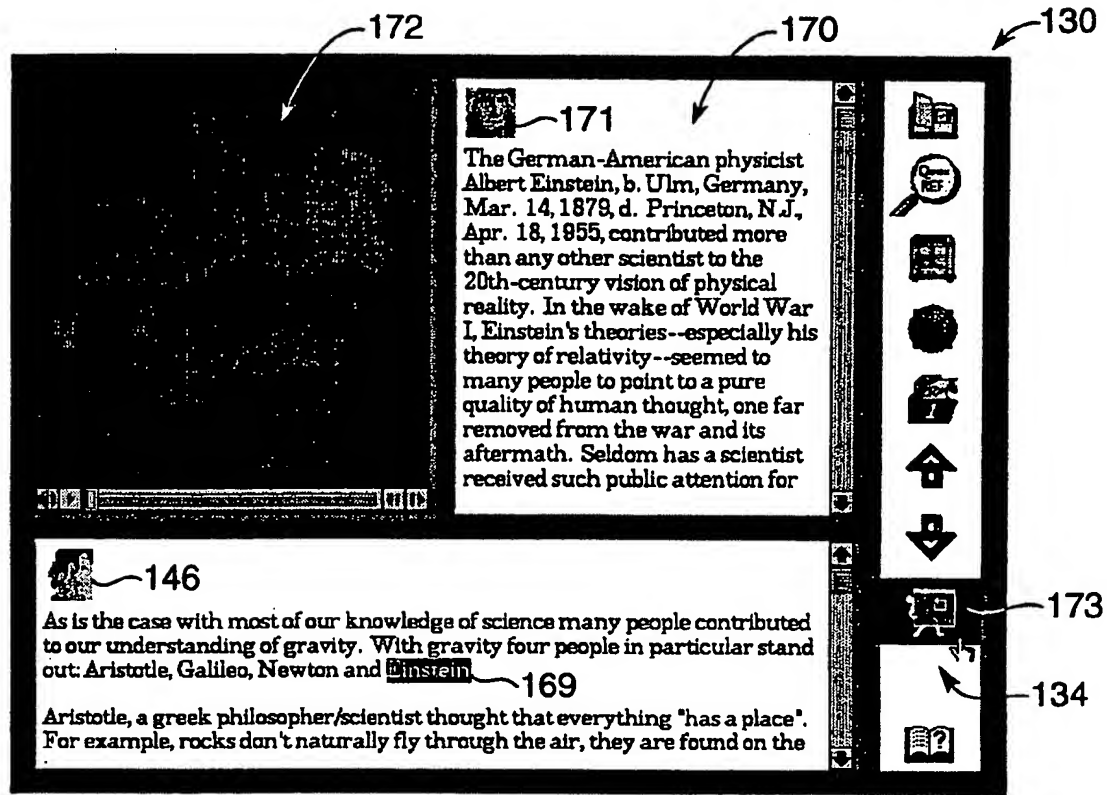 172
170
130
171
The German-American physicist
Albert Einstein, b. Ulm, Germany,
Mar. 14, 1879, d. Princeton, N.J.,
Apr. 18, 1955, contributed more
than any other scientist to the
20th-century vision of physical
reality. In the wake of World War
I, Einstein's theories--especially his
theory of relativity--seemed to
many people to point to a pure
quality of human thought, one far
removed from the war and its
aftermath. Seldom has a scientist
received such public attention for
REF
146
As is the case with most of our knowledge of science many people contributed
to our understanding of gravity. With gravity four people in particular stand
out: Aristotle, Galileo, Newton and Einstein
169
Aristotle, a greek philosopher/scientist thought that everything "has a place".
For example, rocks don't naturally fly through the air, they are found on the
173
134
?